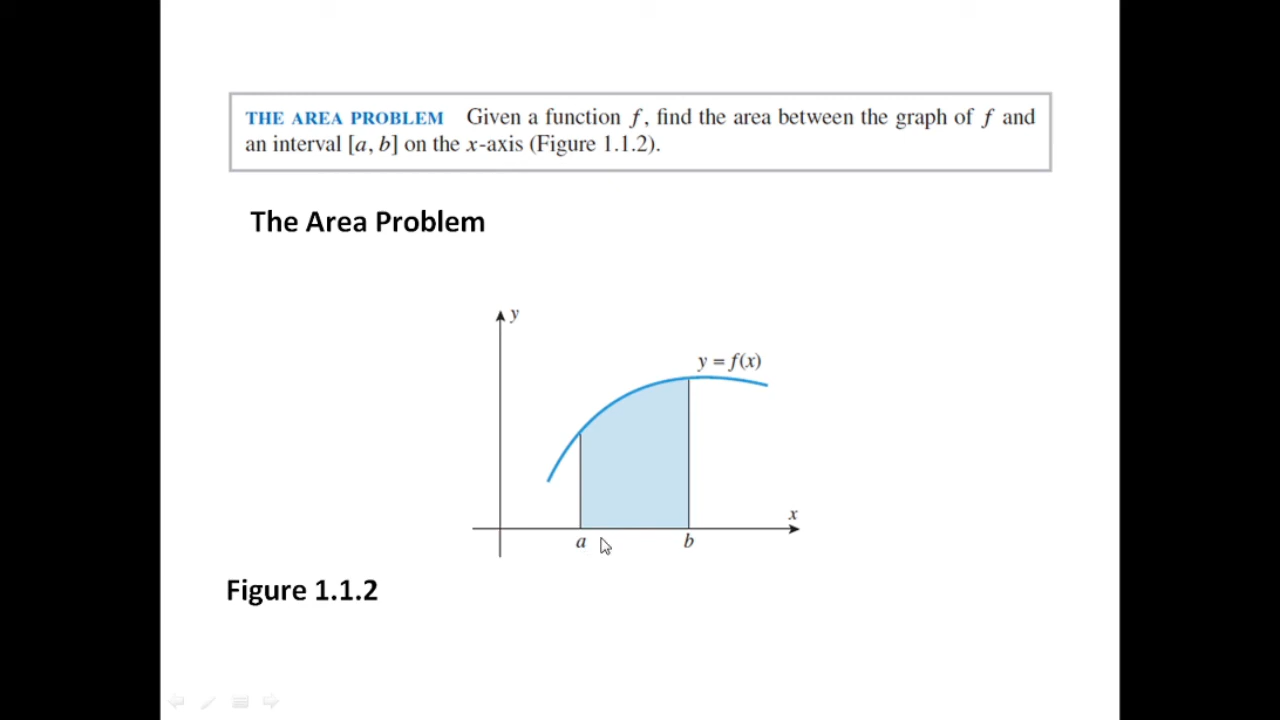 THE AREA PROBLEM Given a function f, find the area between the graph of f and
an interval [a, b] on the x-axis (Figure 1.1.2).
The Area Problem
y
y = f(x)
x
a
b
Figure 1.1.2